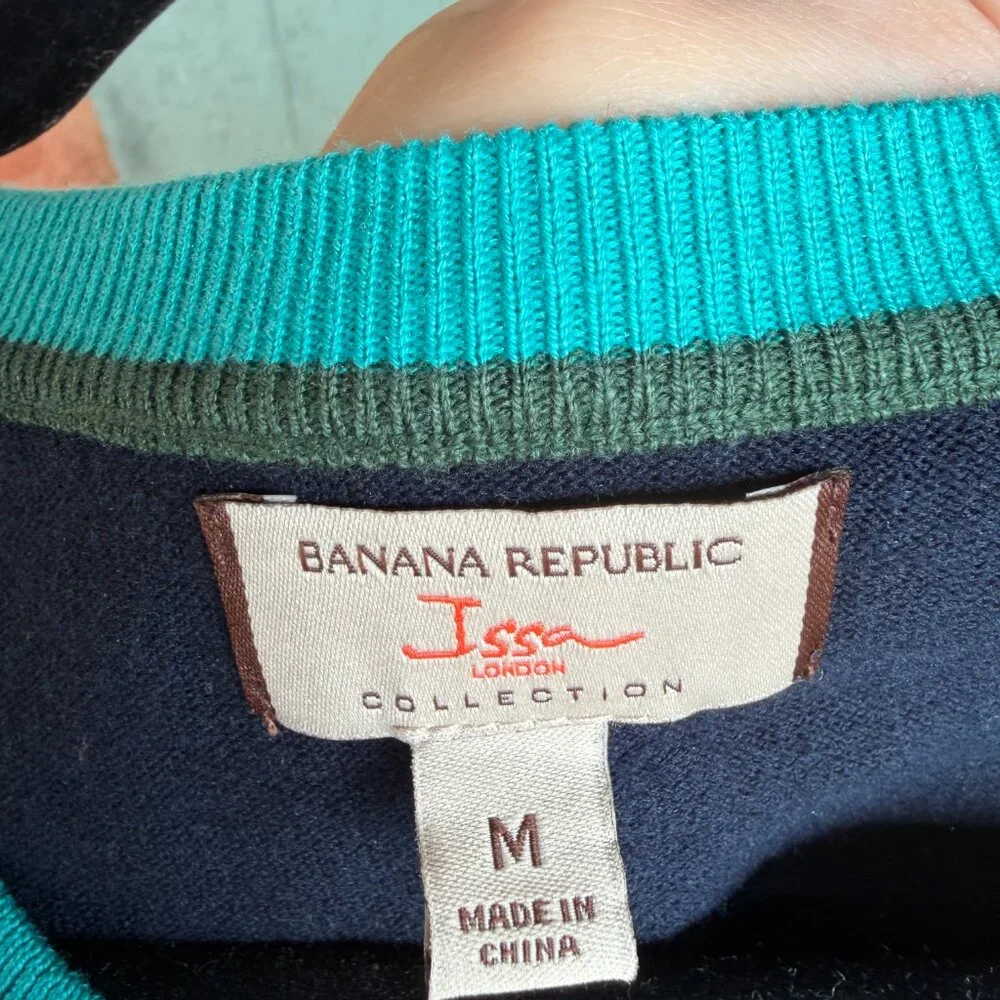 BANANA REPUBLIC
Issa
LONDON
COLLECTION
M
MADE IN
CHINA